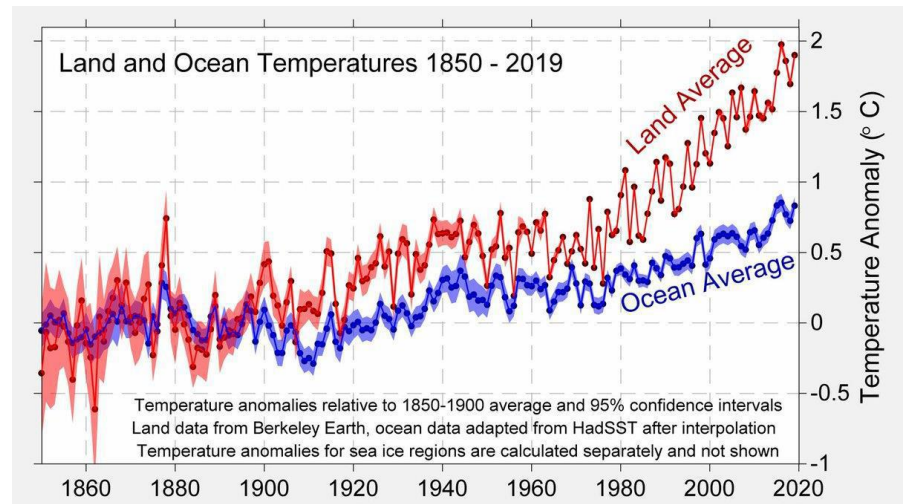 Land and Ocean Temperatures 1850 - 2019
Land Average
Ocean Average
Temperature anomalies relative to 1850-1900 average and 95% confidence intervals
Land data from Berkeley Earth, ocean data adapted from HadSST after interpolation
Temperature anomalies for sea ice regions are calculated separately and not shown
2
1.5
1
0.5
0
-0.5
-1
Temperature Anomaly (° C)
1860 1880 1900 1920 1940 1960 1980 2000 2020